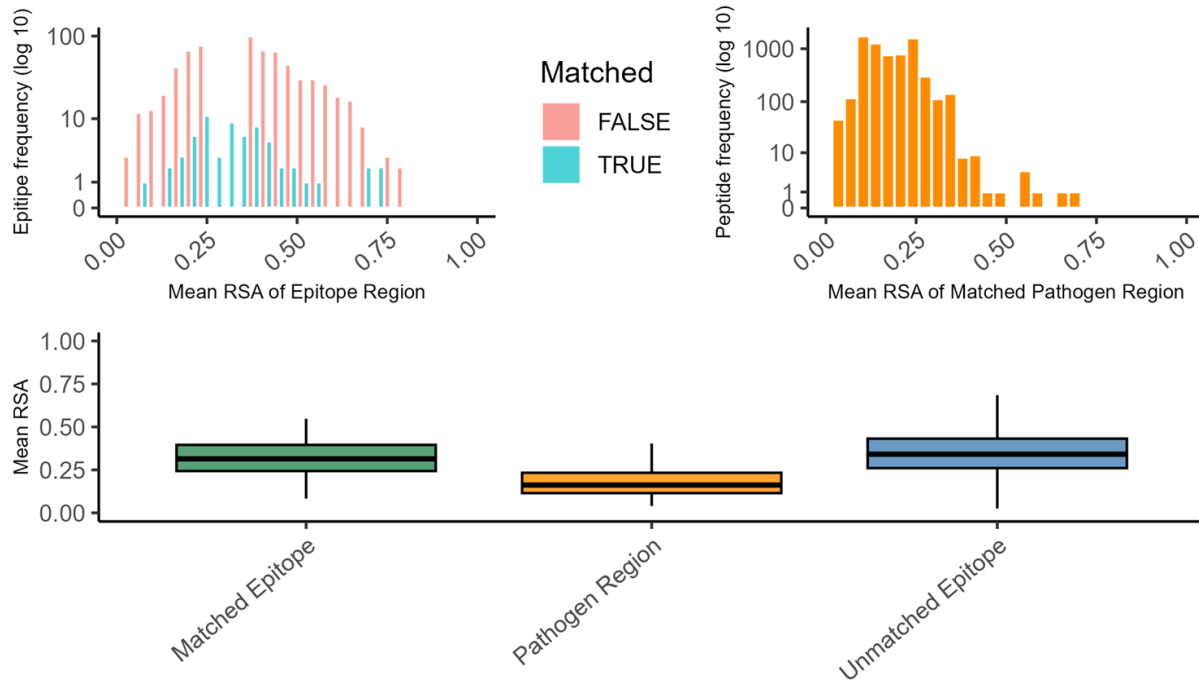 Epitipe frequency (log 10)
100
10
1
0
0.00
0.25
0.50
0.75
1.00
Mean RSA of Epitope Region
Matched
FALSE
TRUE
Peptide frequency (log 10)
1000
100
10
1
0
0.00
0.25
0.50
0.75
1.00
Mean RSA of Matched Pathogen Region
Mean RSA
1.00
0.75
0.50
0.25
0.00
Matched Epitope
Pathogen Region
Unmatched Epitope